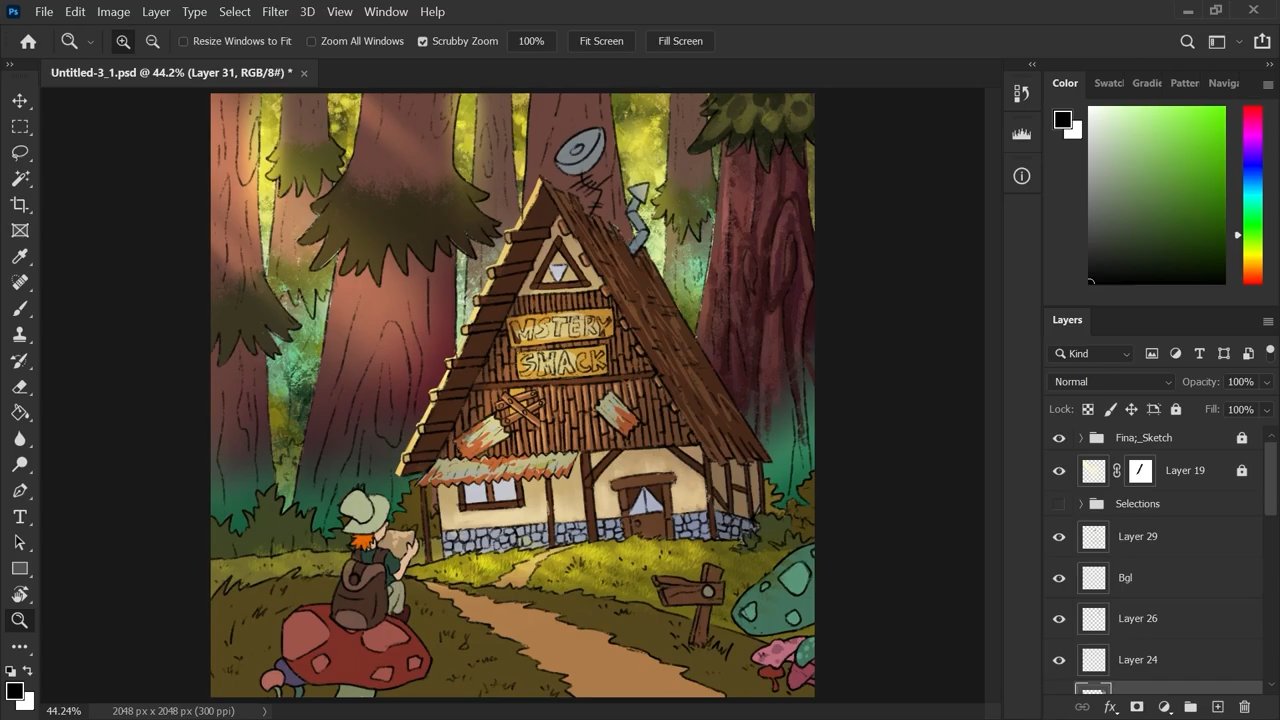 Ps File Edit Image Layer Type Select Filter 3D View Window Help
Resize Windows to Fit Zoom All Windows Scrubby Zoom 100% Fit Screen Fill Screen
Untitled-3_1.psd @ 44.2% (Layer 31, RGB/8#) *
Color Swatc Gradie Patter Naviga
MSTERY
SHACK
Layers
Kind
Normal Opacity: 100%
Lock: Fill: 100%
Fina;_Sketch
Layer 19
Selections
Layer 29
Bgl
Layer 26
Layer 24
44.24% 2048 px x 2048 px (300 ppi)